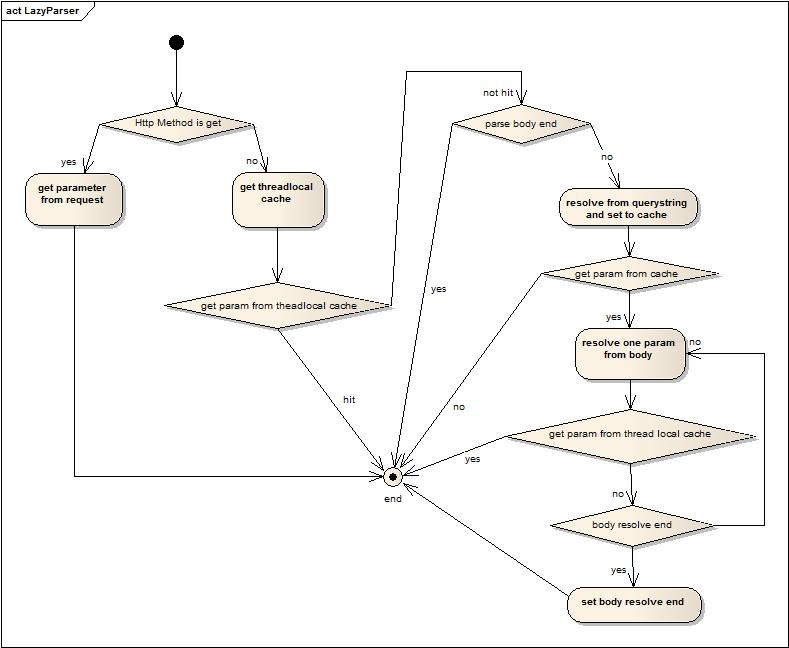 act LazyParser
not hit
Http Method is get
parse body end
yes
no
no
get parameter
from request
get threadlocal
cache
resolve from querystring
and set to cache
get param from cache
yes
get param from theadlocal cache
yes
resolve one param
from body
no
hit
no
get param from thread local cache
yes
end
no
body resolve end
yes
set body resolve end